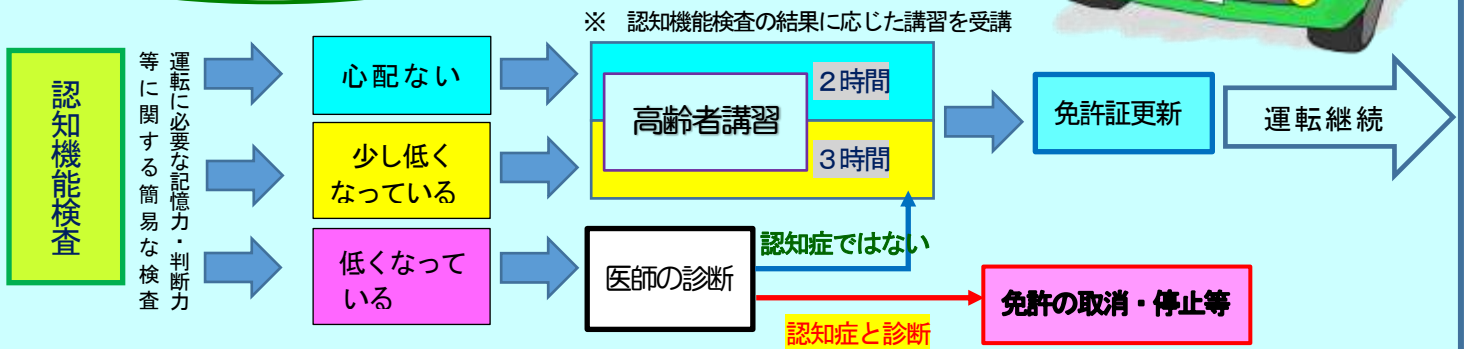 ※ 認知機能検査の結果に応じた講習を受講
認知機能検査
運転に必要な記憶力・判断力
等に関する簡易な検査
心配ない
少し低く
なっている
低くなって
いる
高齢者講習
2時間
3時間
医師の診断
認知症ではない
認知症と診断
免許証更新
運転継続
免許の取消・停止等